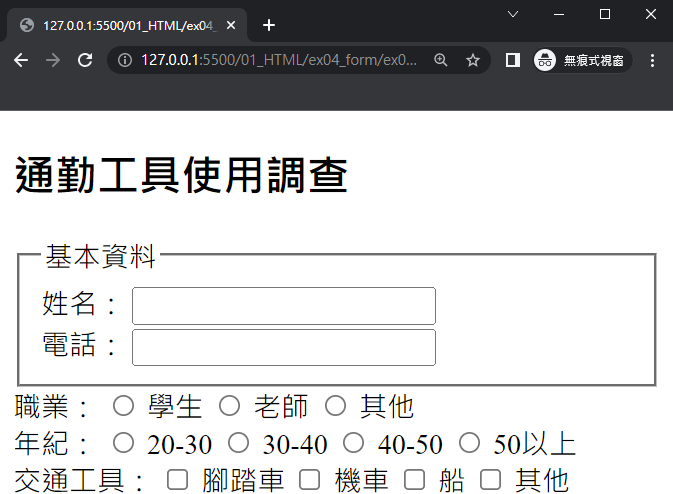 127.0.0.1:5500/01_HTML/ex04_
127.0.0.1:5500/01_HTML/ex04_form/ex0...
無痕式視窗
通勤工具使用調查
基本資料
姓名：
電話：
職業： 學生 老師 其他
年紀： 20-30 30-40 40-50 50以上
交通工具： 腳踏車 機車 船 其他